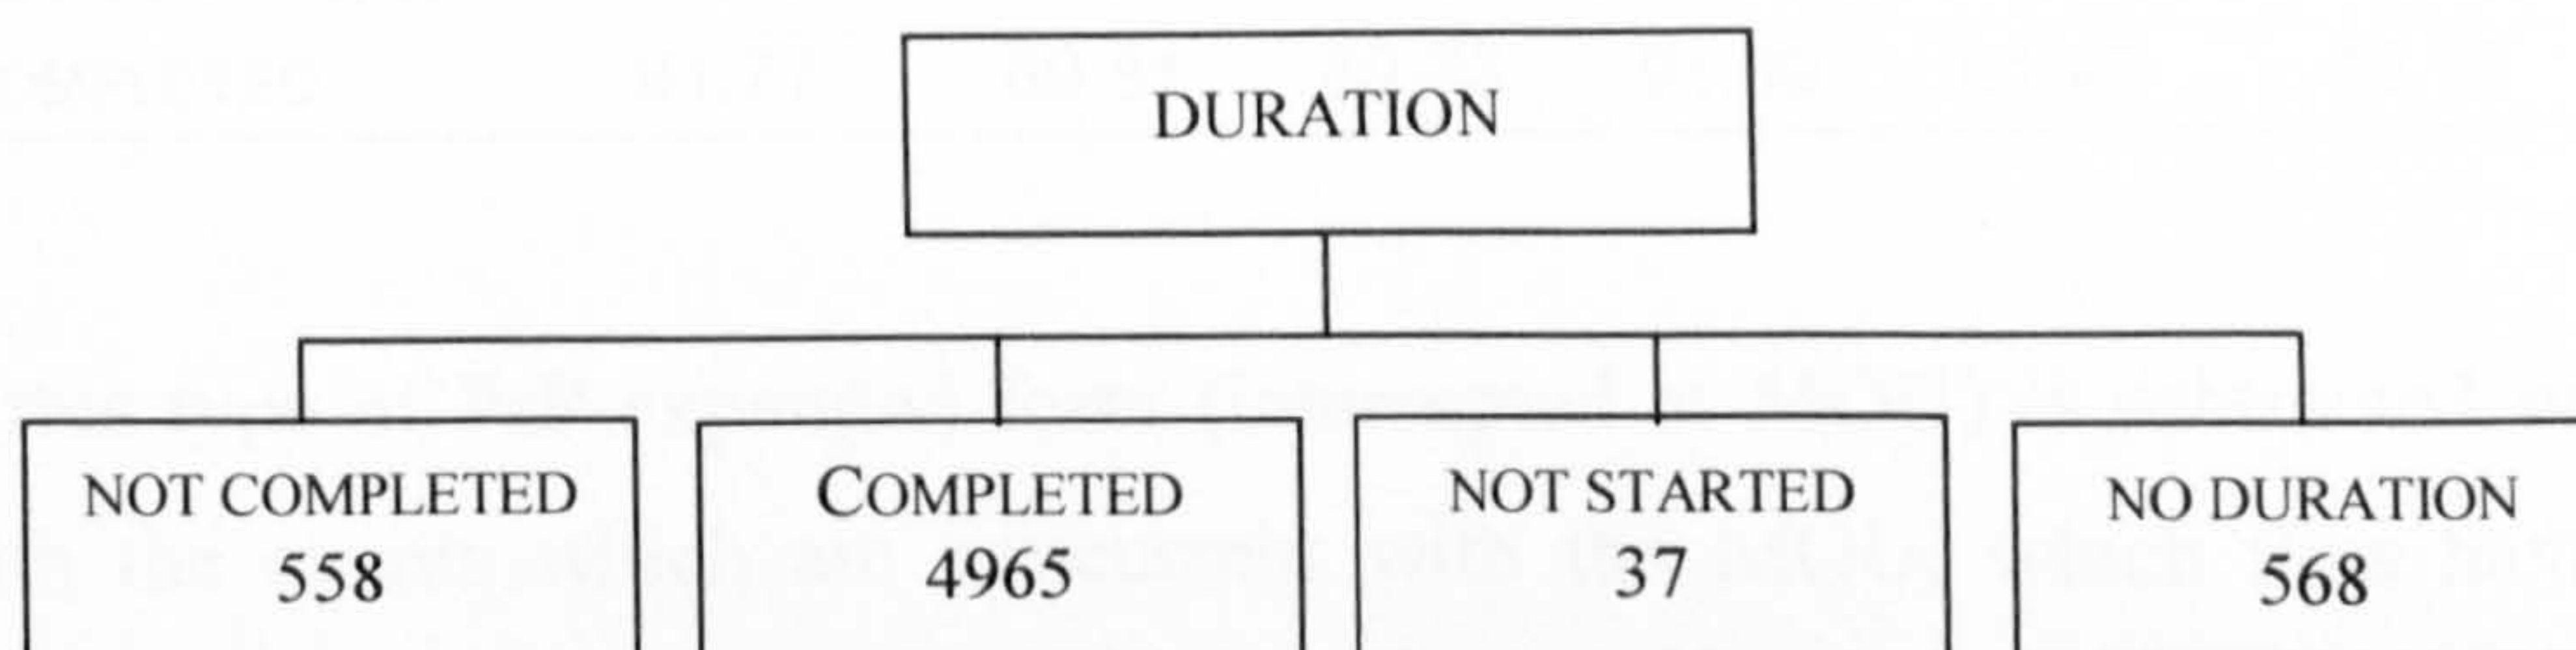 DURATION
NOT COMPLETED
558
COMPLETED
4965
NOT STARTED
37
NO DURATION
568